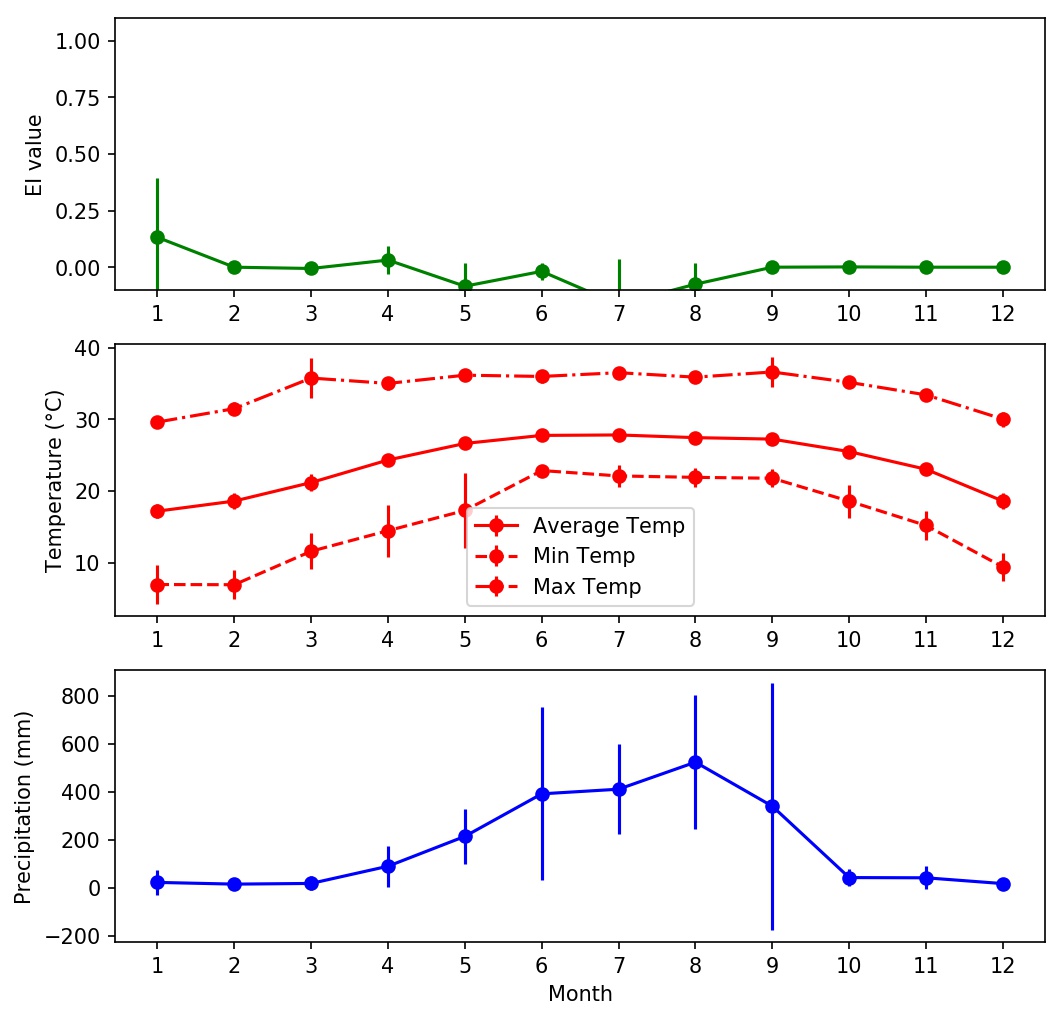 EI value
1.00
0.75
0.50
0.25
0.00
1 2 3 4 5 6 7 8 9 10 11 12
Temperature (°C)
40
30
20
10
Average Temp
Min Temp
Max Temp
1 2 3 4 5 6 7 8 9 10 11 12
Precipitation (mm)
800
600
400
200
0
−200
1 2 3 4 5 6 7 8 9 10 11 12
Month